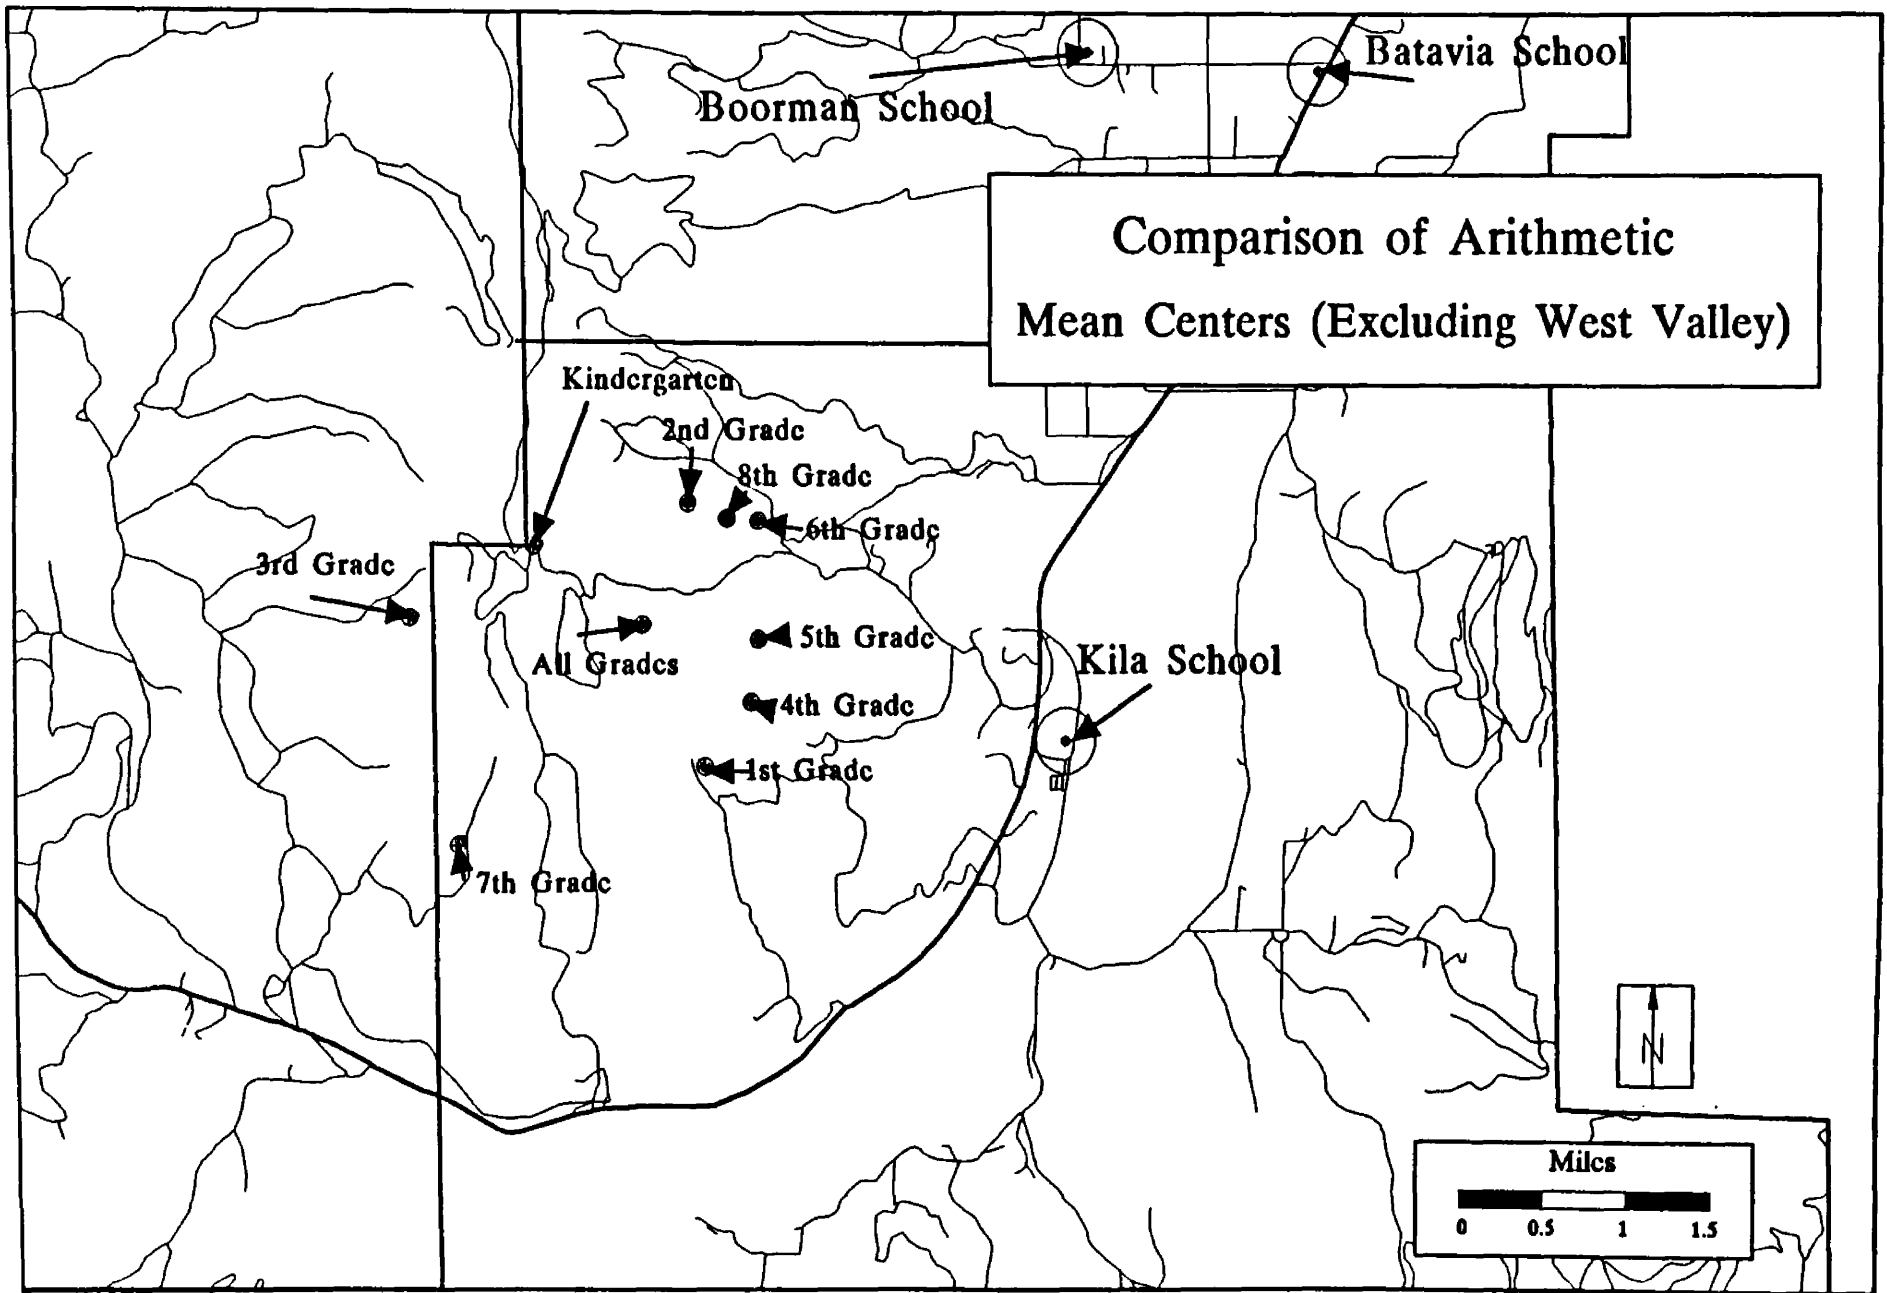 Batavia School
Boorman School
Comparison of Arithmetic
Mean Centers (Excluding West Valley)
Kindergarten
2nd Grade
8th Grade
6th Grade
3rd Grade
5th Grade
All Grades
Kila School
4th Grade
1st Grade
7th Grade
N
Miles
0 0.5 1 1.5